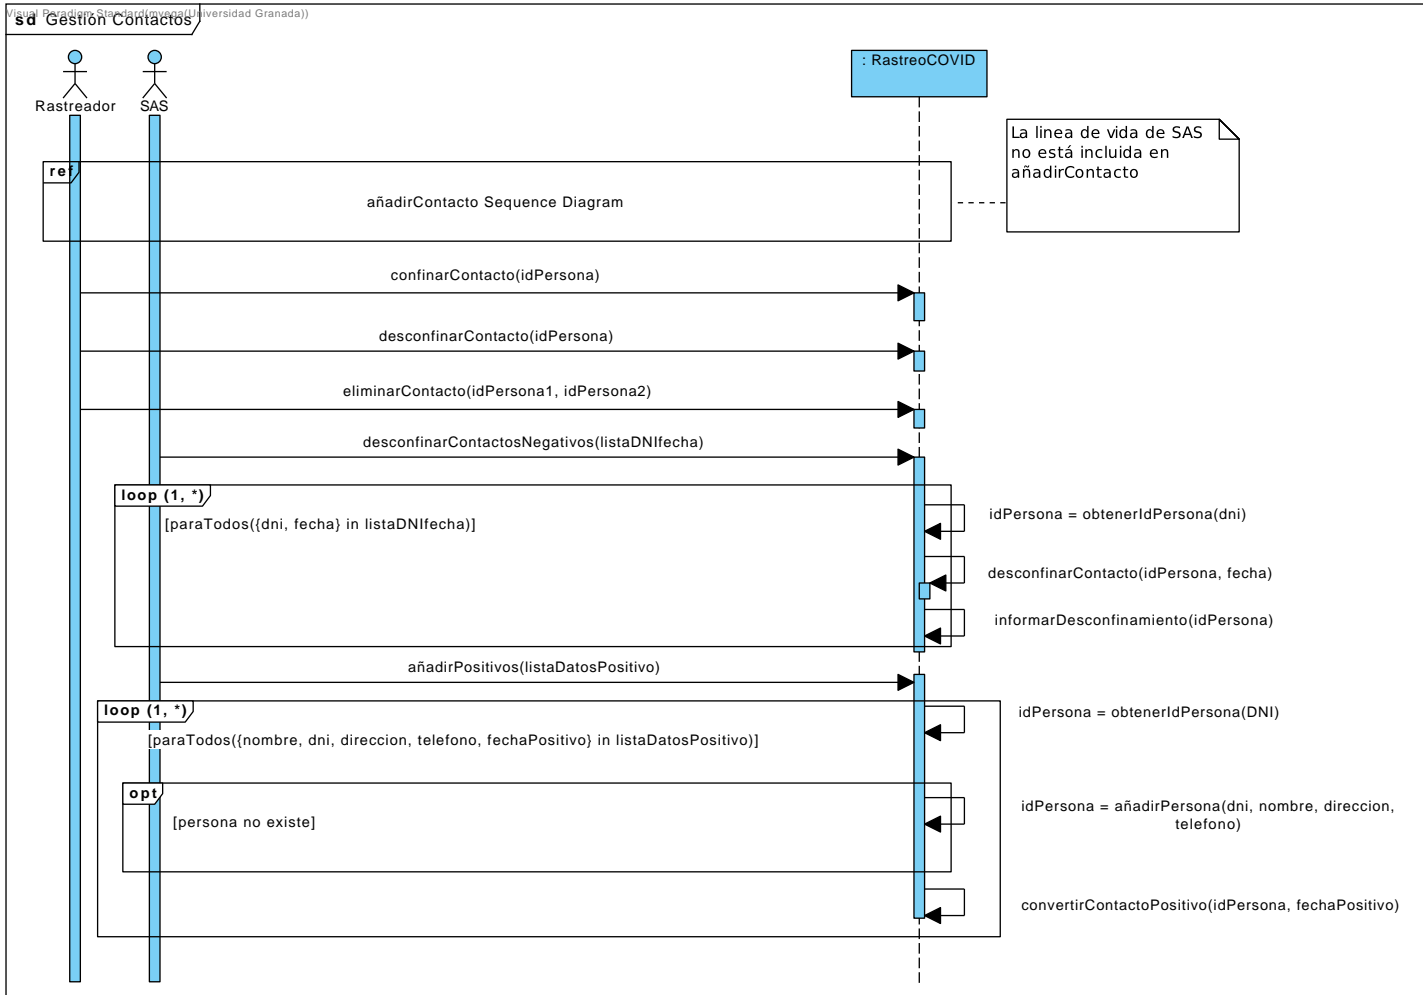 Visual Paradigm Standard(mvega(Universidad Granada))
sd Gestión Contactos
Rastreador
SAS
: RastreoCOVID
La linea de vida de SAS
no está incluida en
añadirContacto
ref
añadirContacto Sequence Diagram
confinarContacto(idPersona)
desconfinarContacto(idPersona)
eliminarContacto(idPersona1, idPersona2)
desconfinarContactosNegativos(listaDNIfecha)
loop (1, *)
[paraTodos({dni, fecha} in listaDNIfecha)]
idPersona = obtenerIdPersona(dni)
desconfinarContacto(idPersona, fecha)
informarDesconfinamiento(idPersona)
añadirPositivos(listaDatosPositivo)
loop (1, *)
[paraTodos({nombre, dni, direccion, telefono, fechaPositivo} in listaDatosPositivo)]
idPersona = obtenerIdPersona(DNI)
opt
[persona no existe]
idPersona = añadirPersona(dni, nombre, direccion,
telefono)
convertirContactoPositivo(idPersona, fechaPositivo)